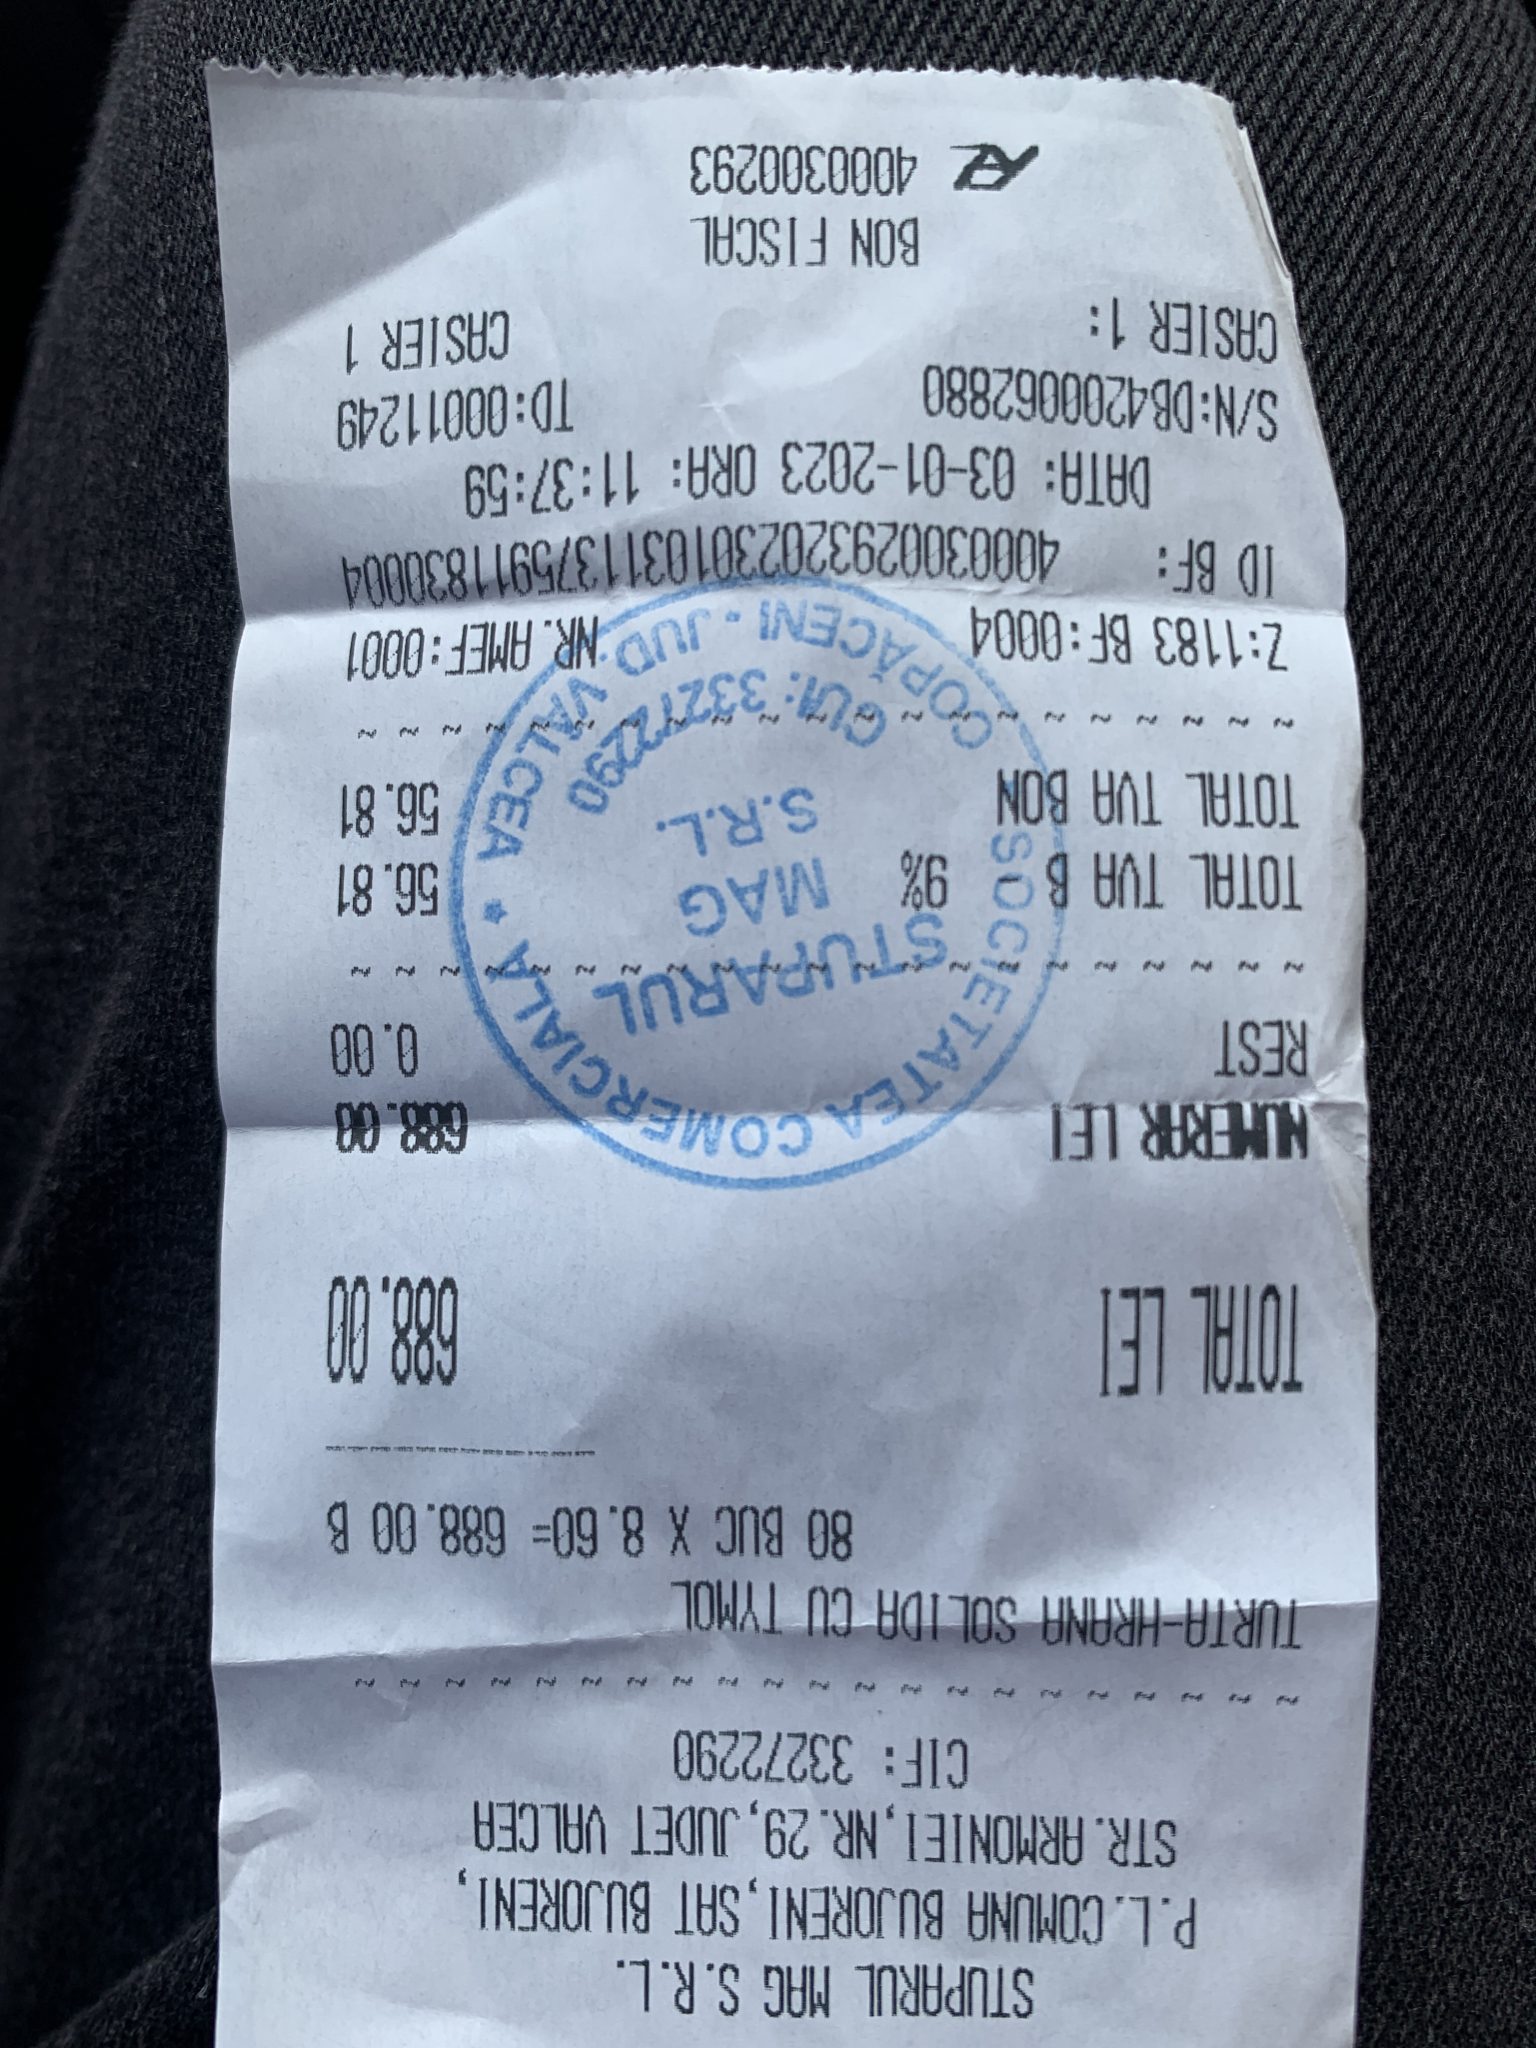 STUPARUL MAG S.R.L.
P.L.COMUNA BUJORENI,SAT BUJORENI,
STR.ARMONIEI,NR.29,JUDET VALCEA
CIF: 33272290
~ ~ ~ ~ ~ ~ ~ ~ ~ ~ ~ ~ ~ ~ ~ ~ ~ ~ ~ ~ ~
TURTA-HRANA SOLIDA CU TYMOL
80 BUC X 8.60= 688.00 B
TOTAL LEI 688.00
NUMERAR LEI 688.00
REST 0.00
~ ~ ~ ~ ~ ~ ~ ~ ~ ~ ~ ~ ~ ~ ~ ~ ~ ~ ~ ~ ~
TOTAL TVA B - 9% 56.81
TOTAL TVA BON 56.81
~ ~ ~ ~ ~ ~ ~ ~ ~ ~ ~ ~ ~ ~ ~ ~ ~ ~ ~ ~ ~
Z:1183 BF:0004 NR.AMEF:0001
ID BF: 40003002932023010311375911830004
DATA: 03-01-2023 ORA: 11:37:59
S/N:DB4200062880 TD:00011249
CASIER 1: CASIER 1
BON FISCAL
4000300293
SOCIETATEA COMERCIALA * COPĂCENI - JUD. VÂLCEA
STUPARUL
MAG
S.R.L.
CUI: 33272290